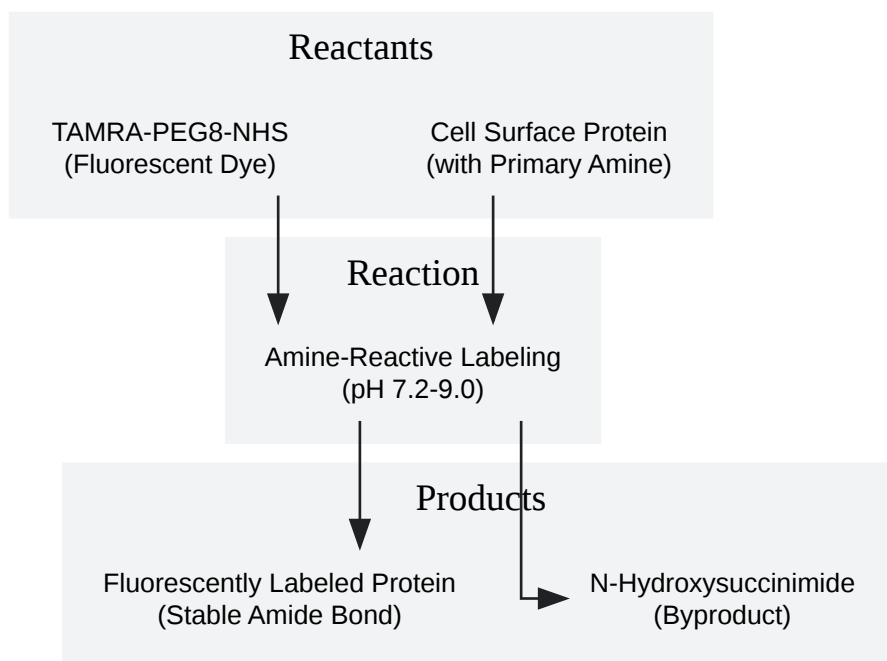 Reactants
TAMRA-PEG8-NHS
(Fluorescent Dye)
Cell Surface Protein
(with Primary Amine)
Reaction
Amine-Reactive Labeling
(pH 7.2-9.0)
Products
Fluorescently Labeled Protein
(Stable Amide Bond)
N-Hydroxysuccinimide
(Byproduct)